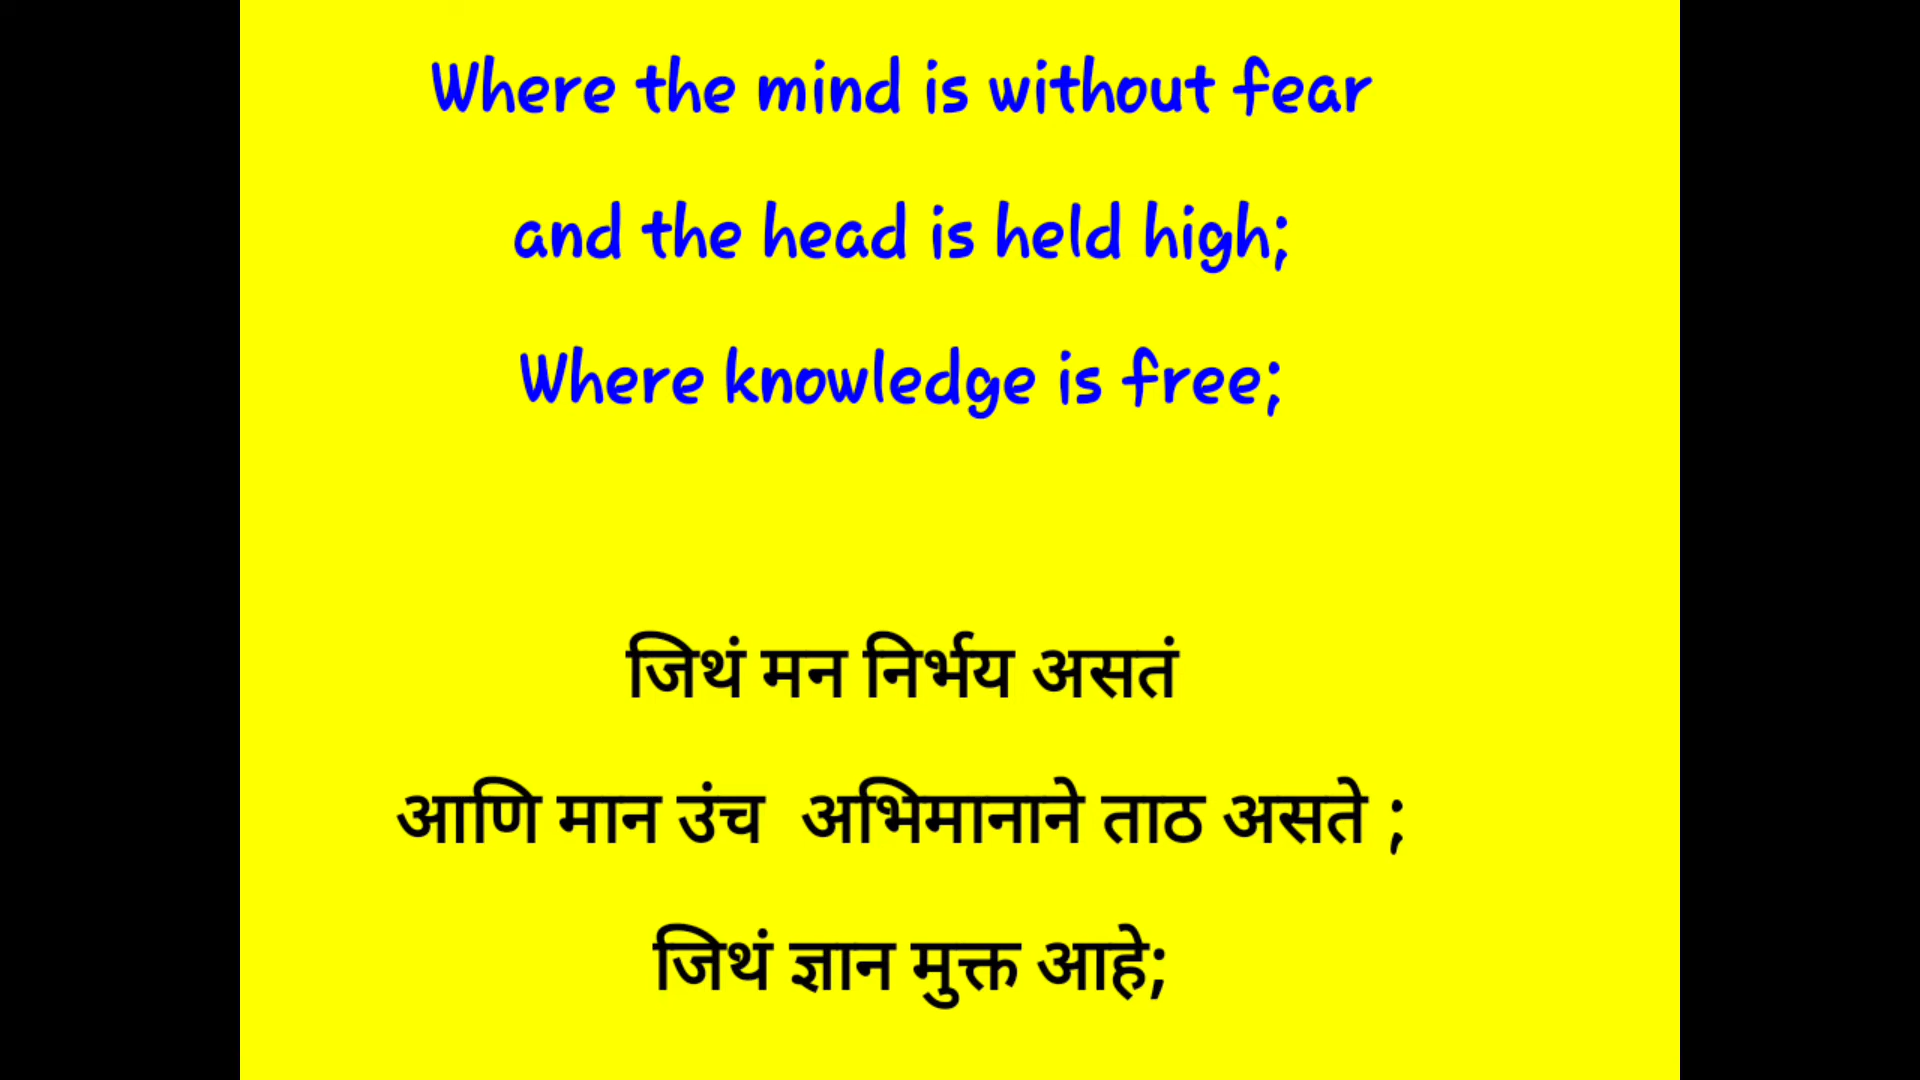 Where the mind is without fear
and the head is held high;
Where knowledge is free;
जिथं मन निर्भय असतं
आणि मान उंच  अभिमानाने ताठ असते ;
जिथं ज्ञान मुक्त आहे;